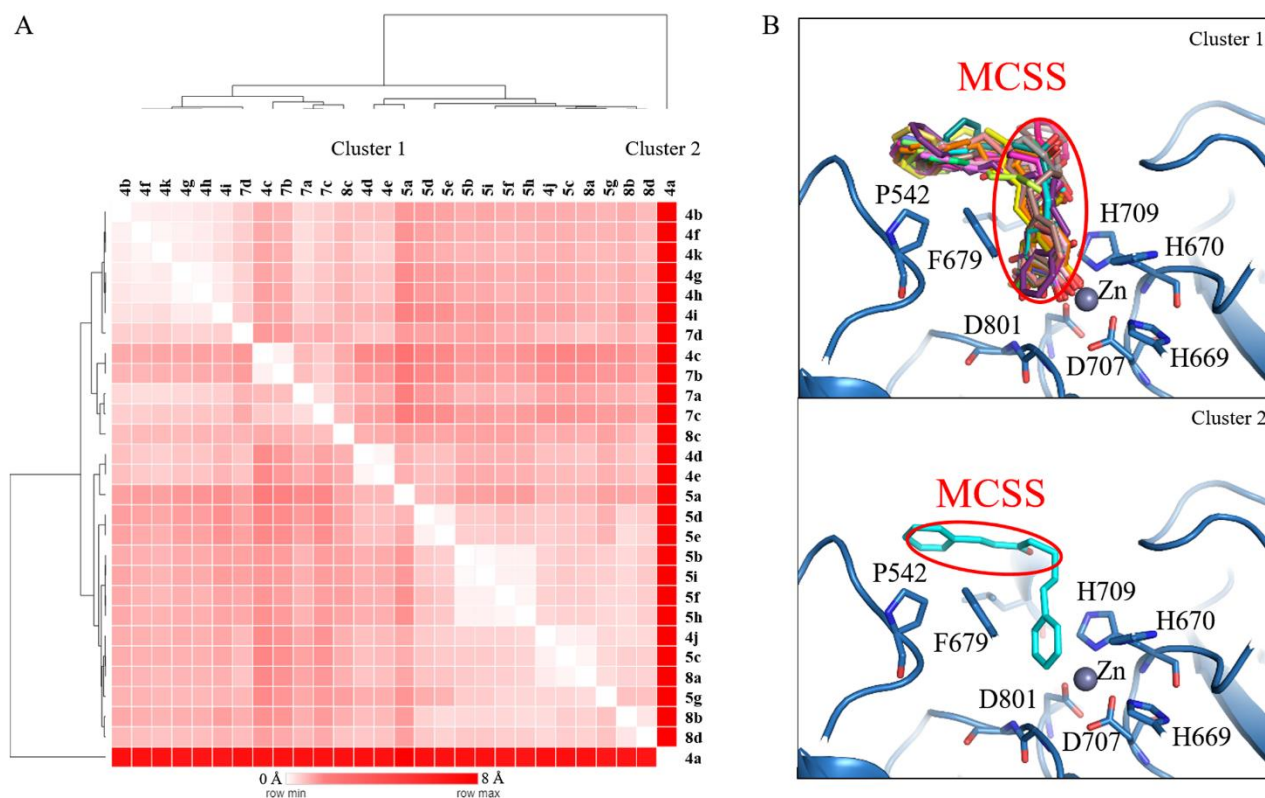 A
Cluster 1
Cluster 2
4b 4f 4k 4g 4h 4i 7d 4c 7b 7a 7c 8c 4d 4e 5a 5d 5e 5b 5i 5f 5h 4j 5c 8a 5g 8b 8d 4a
4b
4f
4k
4g
4h
4i
7d
4c
7b
7a
7c
8c
4d
4e
5a
5d
5e
5b
5i
5f
5h
4j
5c
8a
5g
8b
8d
4a
0 Å
8 Å
row min
row max
B
Cluster 1
MCSS
P542
F679
H709
H670
Zn
D801
D707
H669
Cluster 2
MCSS
P542
F679
H709
H670
Zn
D801
D707
H669